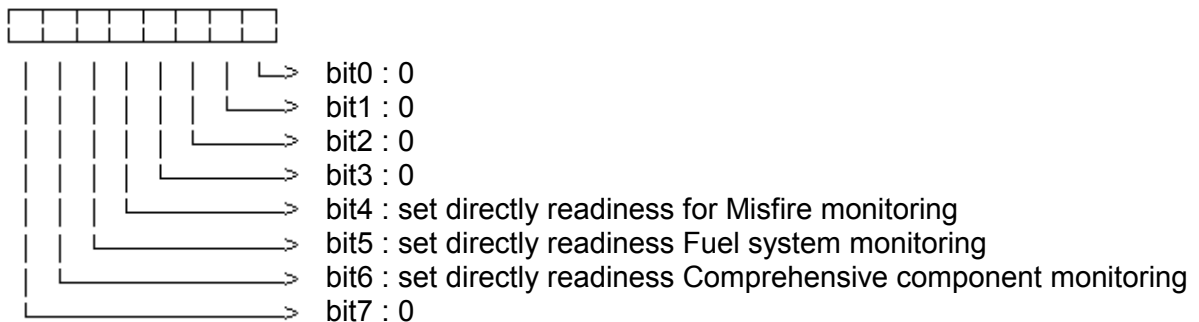 bit0 : 0
bit1 : 0
bit2 : 0
bit3 : 0
bit4 : set directly readiness for Misfire monitoring
bit5 : set directly readiness Fuel system monitoring
bit6 : set directly readiness Comprehensive component monitoring
bit7 : 0